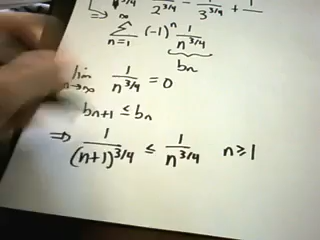 2^{3/4} - 3^{3/4} + 1
⇒ ∞
Σ (-1)^n 1/n^{3/4}
n=1
b_n
lim 1/n^{3/4} = 0
n→∞
b_{n+1} ≤ b_n
⇒ 1/(n+1)^{3/4} ≤ 1/n^{3/4} n ≥ 1